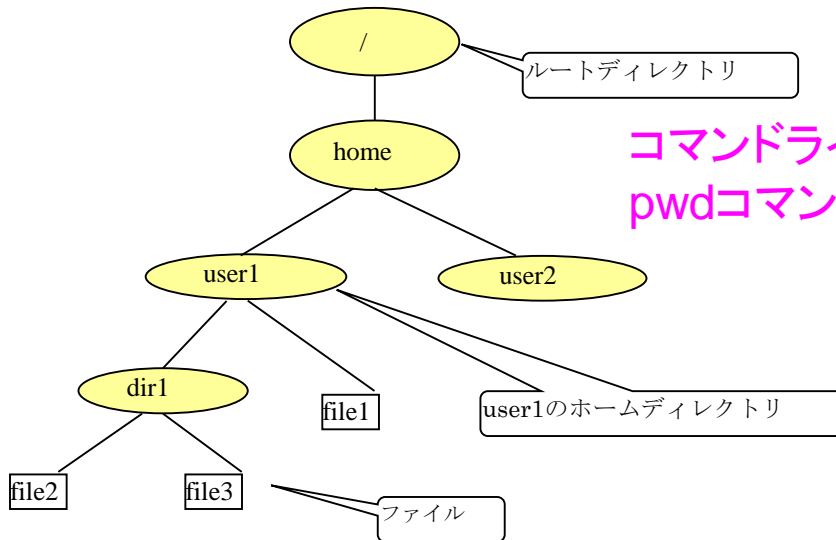 /
ルートディレクトリ
コマンドライ
home
pwdコマン
user1
user2
dir1
file1
user1のホームディレクトリ
file2
file3
ファイル